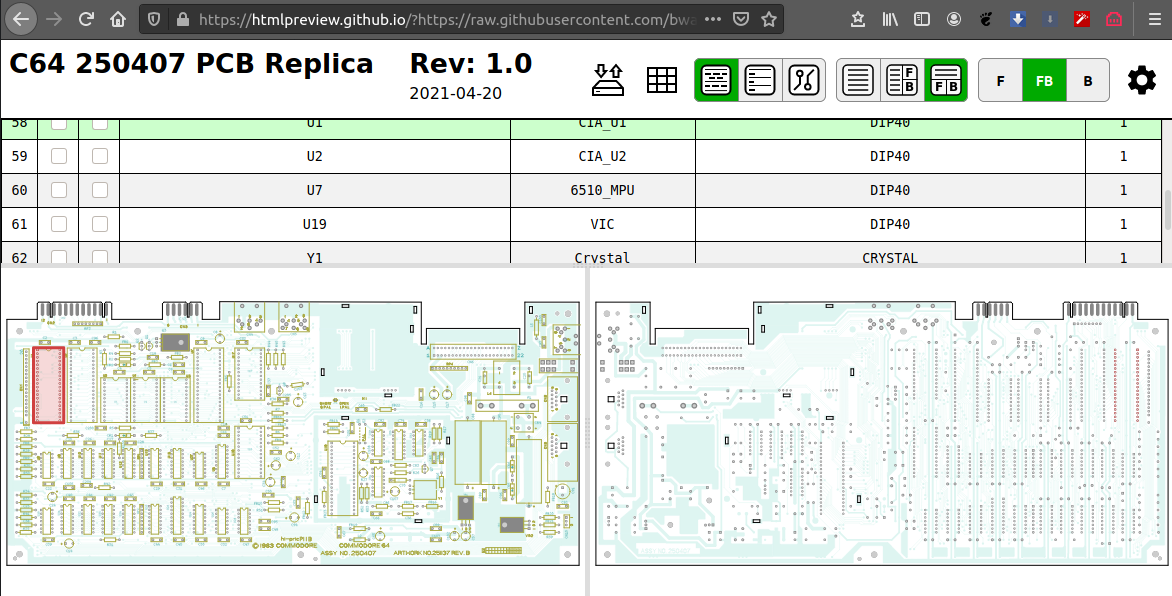 https://htmlpreview.github.io/?https://raw.githubusercontent.com/bwa
C64 250407 PCB Replica
Rev: 1.0
2021-04-20
F B
F B
F FB B
58 U1 CIA_U1 DIP40 1
59 U2 CIA_U2 DIP40 1
60 U7 6510_MPU DIP40 1
61 U19 VIC DIP40 1
62 Y1 Crystal CRYSTAL 1
©1983 COMMODORE
COMMODORE 64
ASSY NO. 250407
ARTWORK NO. 251137 REV. B